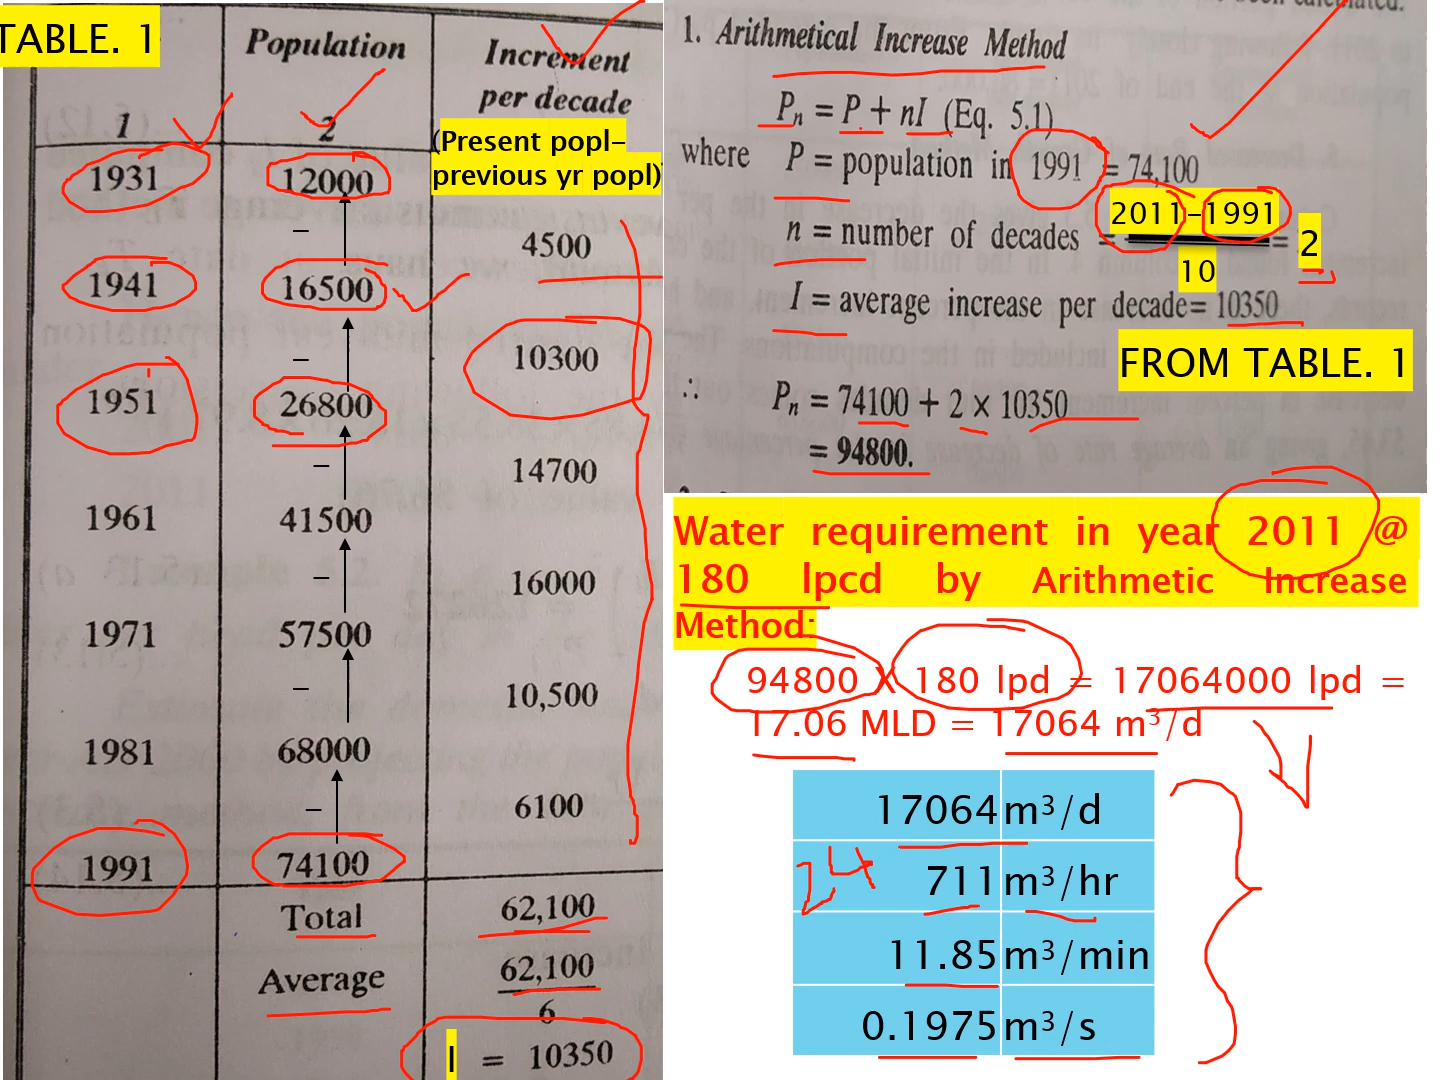 TABLE. 1
Population
Increment
per decade
1
2
(Present popl-
previous yr popl)
1931
12000
–
4500
1941
16500
–
10300
1951
26800
–
14700
1961
41500
–
16000
1971
57500
–
10,500
1981
68000
–
6100
1991
74100
Total
62,100
Average
62,100
6
I = 10350
1. Arithmetical Increase Method
Pn = P + nI (Eq. 5.1)
where P = population in 1991 = 74,100
n = number of decades = 2011-1991 = 2
10
I = average increase per decade= 10350
FROM TABLE. 1
∴ Pn = 74100 + 2 × 10350
= 94800.
Water requirement in year 2011 @
180 lpcd by Arithmetic Increase
Method:
94800 X 180 lpd = 17064000 lpd =
17.06 MLD = 17064 m³/d
17064 m³/d
24
711 m³/hr
11.85 m³/min
0.1975 m³/s